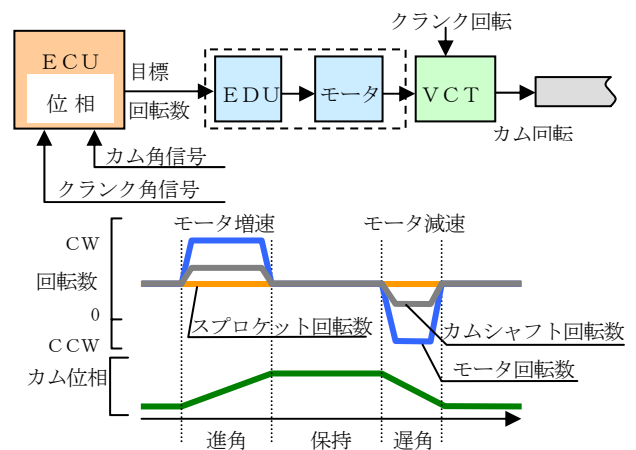 クランク回転
ＥＣＵ
位相
目標
回転数
ＥＤＵ
モータ
ＶＣＴ
カム回転
カム角信号
クランク角信号
モータ増速
モータ減速
ＣＷ
回転数
0
ＣＣＷ
スプロケット回転数
カムシャフト回転数
モータ回転数
カム位相
進角
保持
遅角